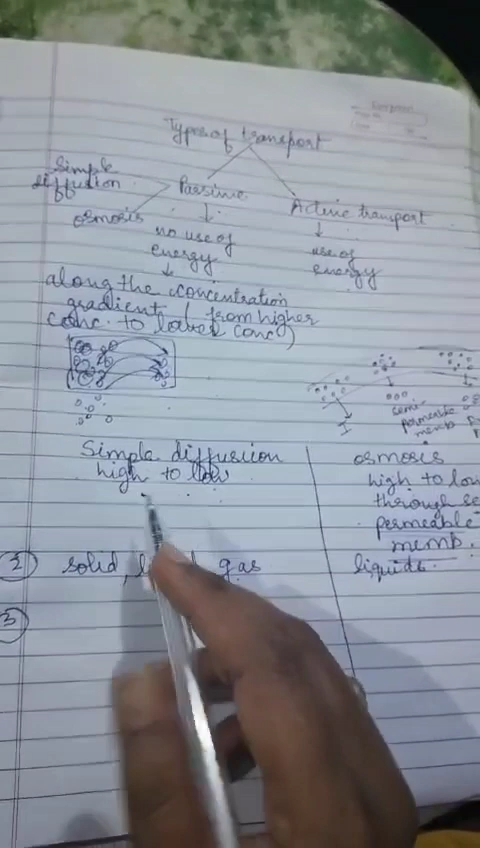 Types of transport
Simple
diffusion
Passive
osmosis
Active transport
no use of
energy
use of
energy
along the concentration
gradient ( from higher
conc. to lower conc)
semi-
permeable
memb
Simple diffusion
high to low
osmosis
high to low
through se
permeable
memb.
2 solid, gas
liquids.
3